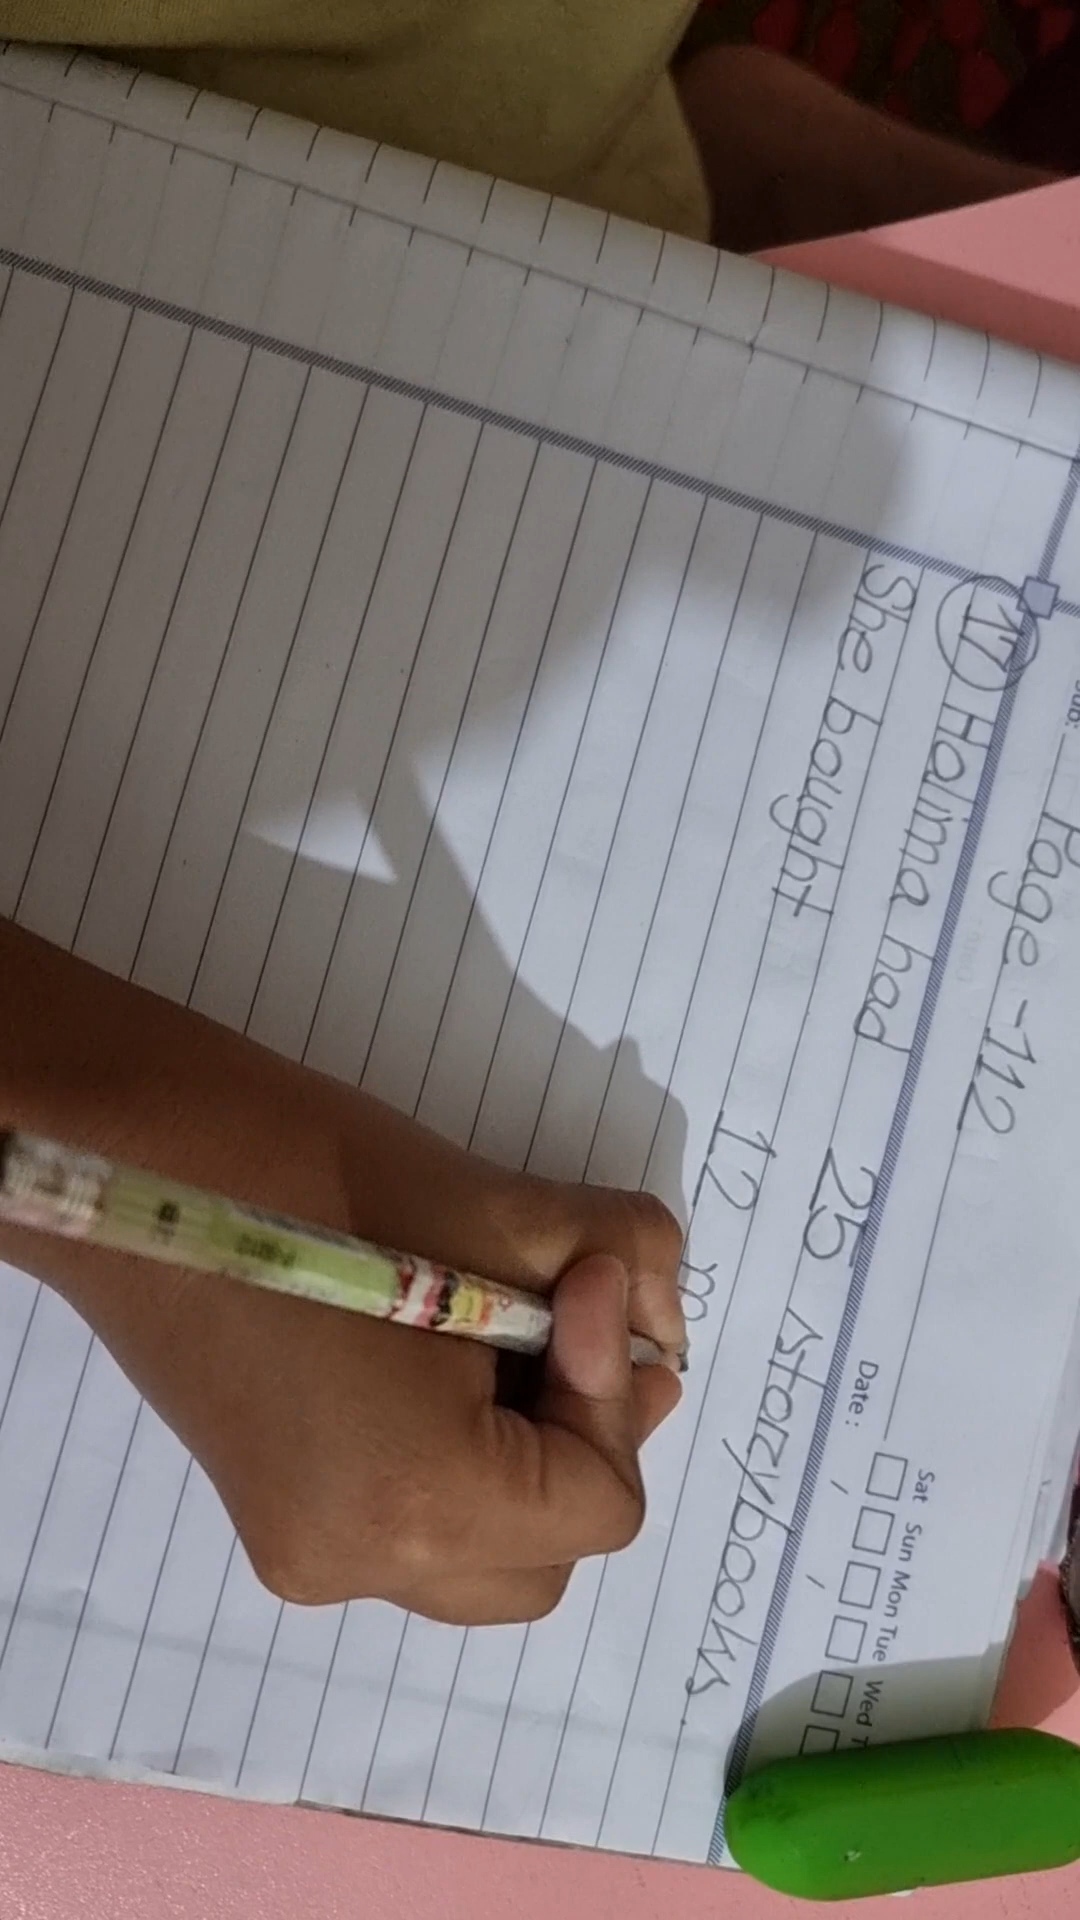 Sub: Page -112
Date: Sat Sun Mon Tue Wed
17 Halima had 25 storybooks.
She bought 12 m